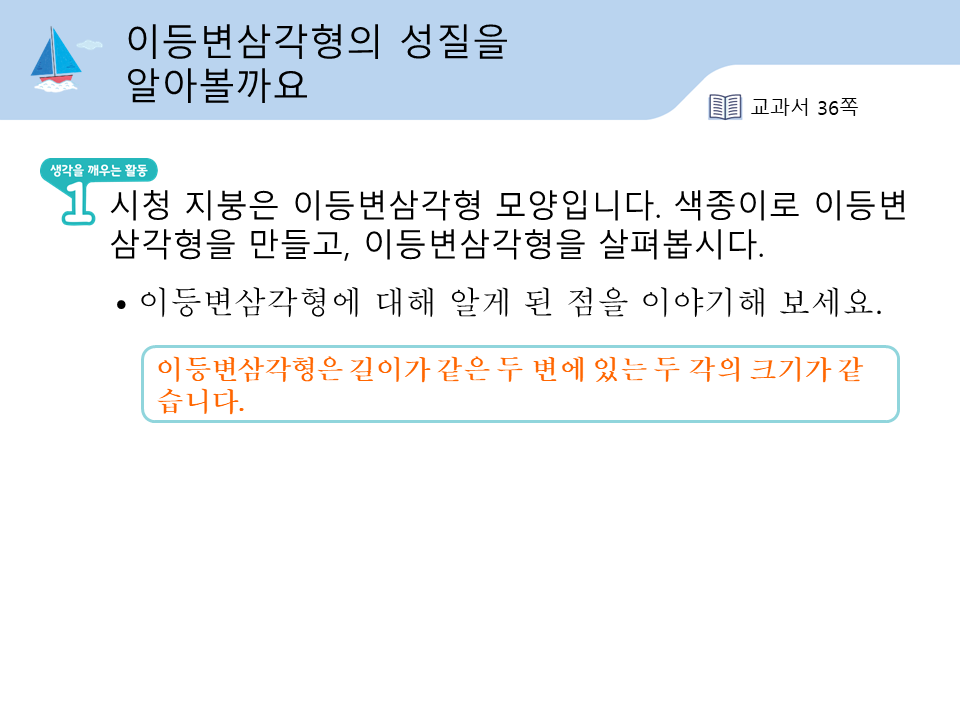 이등변삼각형의 성질을
알아볼까요
교과서 36쪽
생각을 깨우는 활동
1
시청 지붕은 이등변삼각형 모양입니다. 색종이로 이등변
삼각형을 만들고, 이등변삼각형을 살펴봅시다.
• 이등변삼각형에 대해 알게 된 점을 이야기해 보세요.
이등변삼각형은 길이가 같은 두 변에 있는 두 각의 크기가 같
습니다.